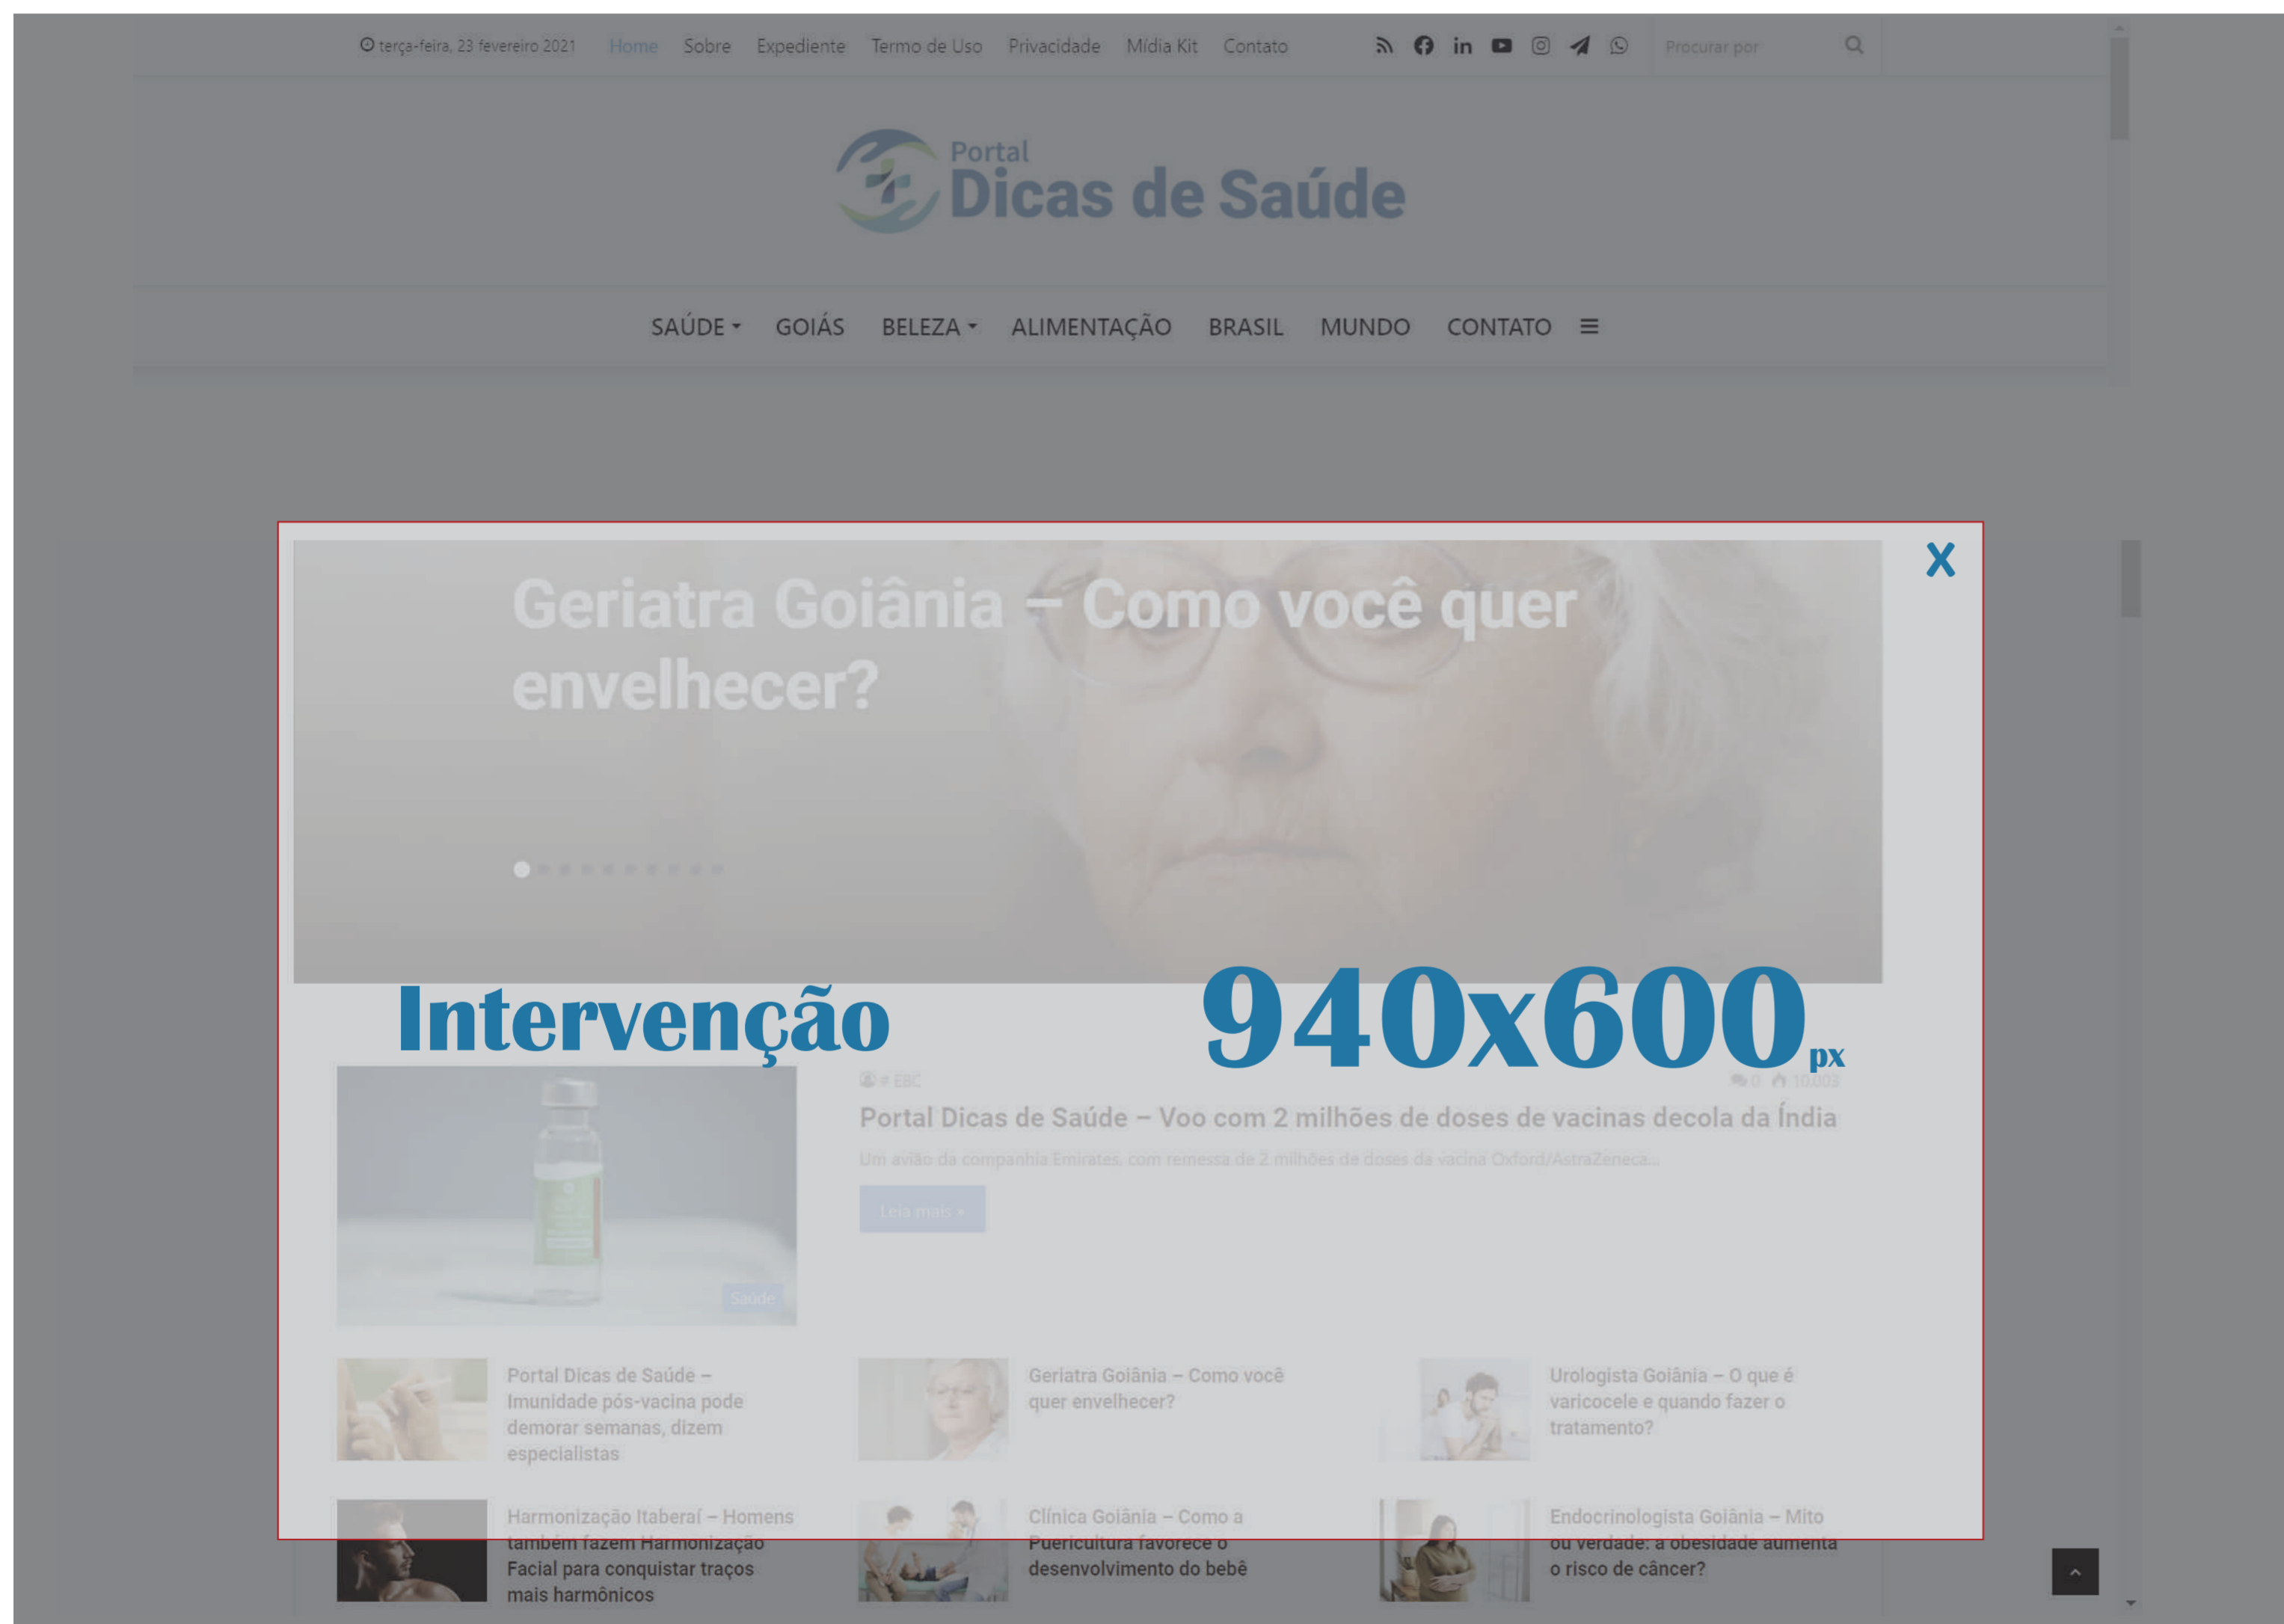 terça-feira, 23 fevereiro 2021 Home Sobre Expediente Termo de Uso Privacidade Mídia Kit Contato Procurar por
Portal
Dicas de Saúde
SAÚDE GOIÁS BELEZA ALIMENTAÇÃO BRASIL MUNDO CONTATO
X
Geriatra Goiânia – Como você quer
envelhecer?
Intervenção 940x600px
# EBC 0 10.003
Portal Dicas de Saúde – Voo com 2 milhões de doses de vacinas decola da Índia
Um avião da companhia Emirates, com remessa de 2 milhões de doses da vacina Oxford/AstraZeneca...
Leia mais »
Saúde
Portal Dicas de Saúde –
Imunidade pós-vacina pode
demorar semanas, dizem
especialistas
Geriatra Goiânia – Como você
quer envelhecer?
Urologista Goiânia – O que é
varicocele e quando fazer o
tratamento?
Harmonização Itaberaí – Homens
também fazem Harmonização
Facial para conquistar traços
mais harmônicos
Clínica Goiânia – Como a
Puericultura favorece o
desenvolvimento do bebê
Endocrinologista Goiânia – Mito
ou verdade: a obesidade aumenta
o risco de câncer?